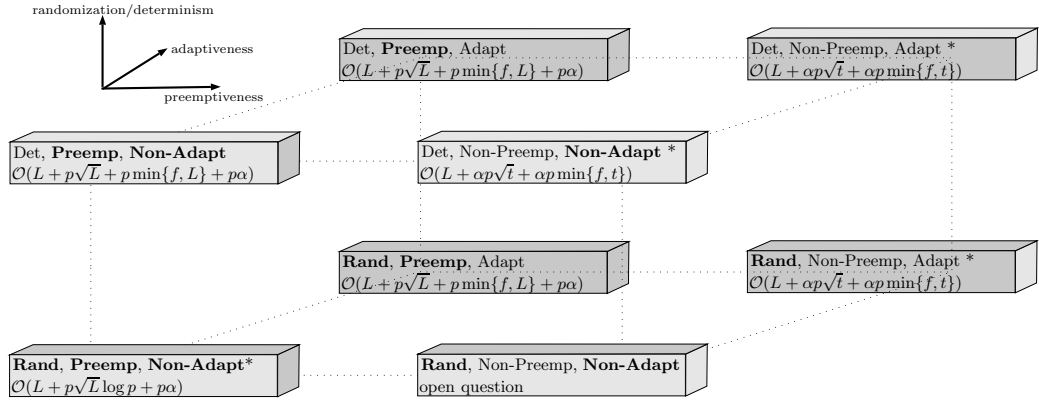 randomization/determinism
adaptiveness
preemptiveness
Det, Preemp, Adapt
O(L + p√L + p min{f, L} + pα)
Det, Non-Preemp, Adapt *
O(L + αp√t + αp min{f, t})
Det, Preemp, Non-Adapt
O(L + p√L + p min{f, L} + pα)
Det, Non-Preemp, Non-Adapt *
O(L + αp√t + αp min{f, t})
Rand, Preemp, Adapt
O(L + p√L + p min{f, L} + pα)
Rand, Non-Preemp, Adapt *
O(L + αp√t + αp min{f, t})
Rand, Preemp, Non-Adapt*
O(L + p√L log p + pα)
Rand, Non-Preemp, Non-Adapt
open question